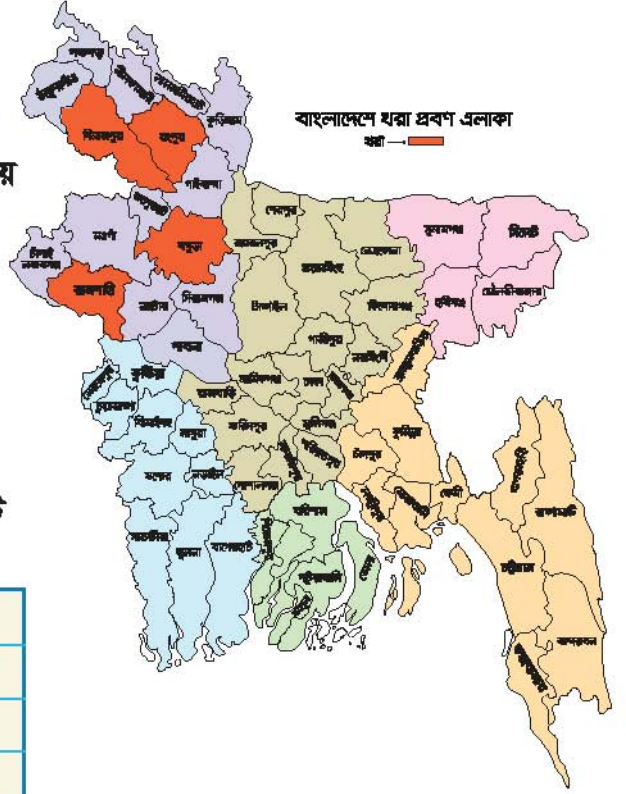 বাংলাদেশে খরা প্রবণ এলাকা
খরা
পঞ্চগড়
ঠাকুরগাঁও
নীলফামারী
লালমনিরহাট
কুড়িগ্রাম
দিনাজপুর
রংপুর
গাইবান্ধা
য়
জয়পুরহাট
নওগাঁ
বগুড়া
চাঁপাই
নবাবগঞ্জ
রাজশাহী
নাটোর
সিরাজগঞ্জ
পাবনা
শেরপুর
জামালপুর
ময়মনসিংহ
নেত্রকোনা
টাঙ্গাইল
কিশোরগঞ্জ
সুনামগঞ্জ
সিলেট
হবিগঞ্জ
মৌলভীবাজার
গাজীপুর
নরসিংদী
মানিকগঞ্জ
ঢাকা
রাজবাড়ি
ফরিদপুর
মুন্সীগঞ্জ
গোপালগঞ্জ
মেহেরপুর
কুষ্টিয়া
চুয়াডাঙ্গা
ঝিনাইদহ
মাগুরা
যশোর
নড়াইল
সাতক্ষীরা
খুলনা
বাগেরহাট
বরিশাল
পটুয়াখালি
ভোলা
কুমিল্লা
চাঁদপুর
ফেনী
খাগড়াছড়ি
রাঙ্গামাটি
চট্টগ্রাম
বান্দরবান